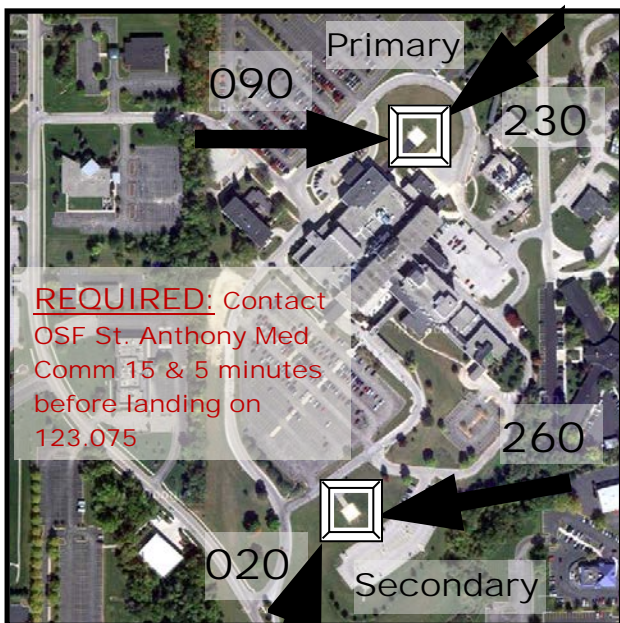 Primary
090
230
REQUIRED: Contact
OSF St. Anthony Med
Comm 15 & 5 minutes
before landing on
123.075
260
020
Secondary